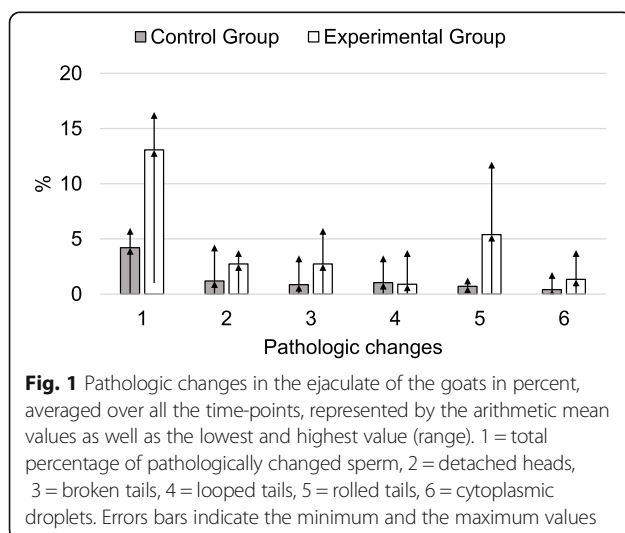 Control Group Experimental Group
20
15
10
5
0
%
1 2 3 4 5 6
Pathologic changes
Fig. 1 Pathologic changes in the ejaculate of the goats in percent,
averaged over all the time-points, represented by the arithmetic mean
values as well as the lowest and highest value (range). 1 = total
percentage of pathologically changed sperm, 2 = detached heads,
3 = broken tails, 4 = looped tails, 5 = rolled tails, 6 = cytoplasmic
droplets. Errors bars indicate the minimum and the maximum values